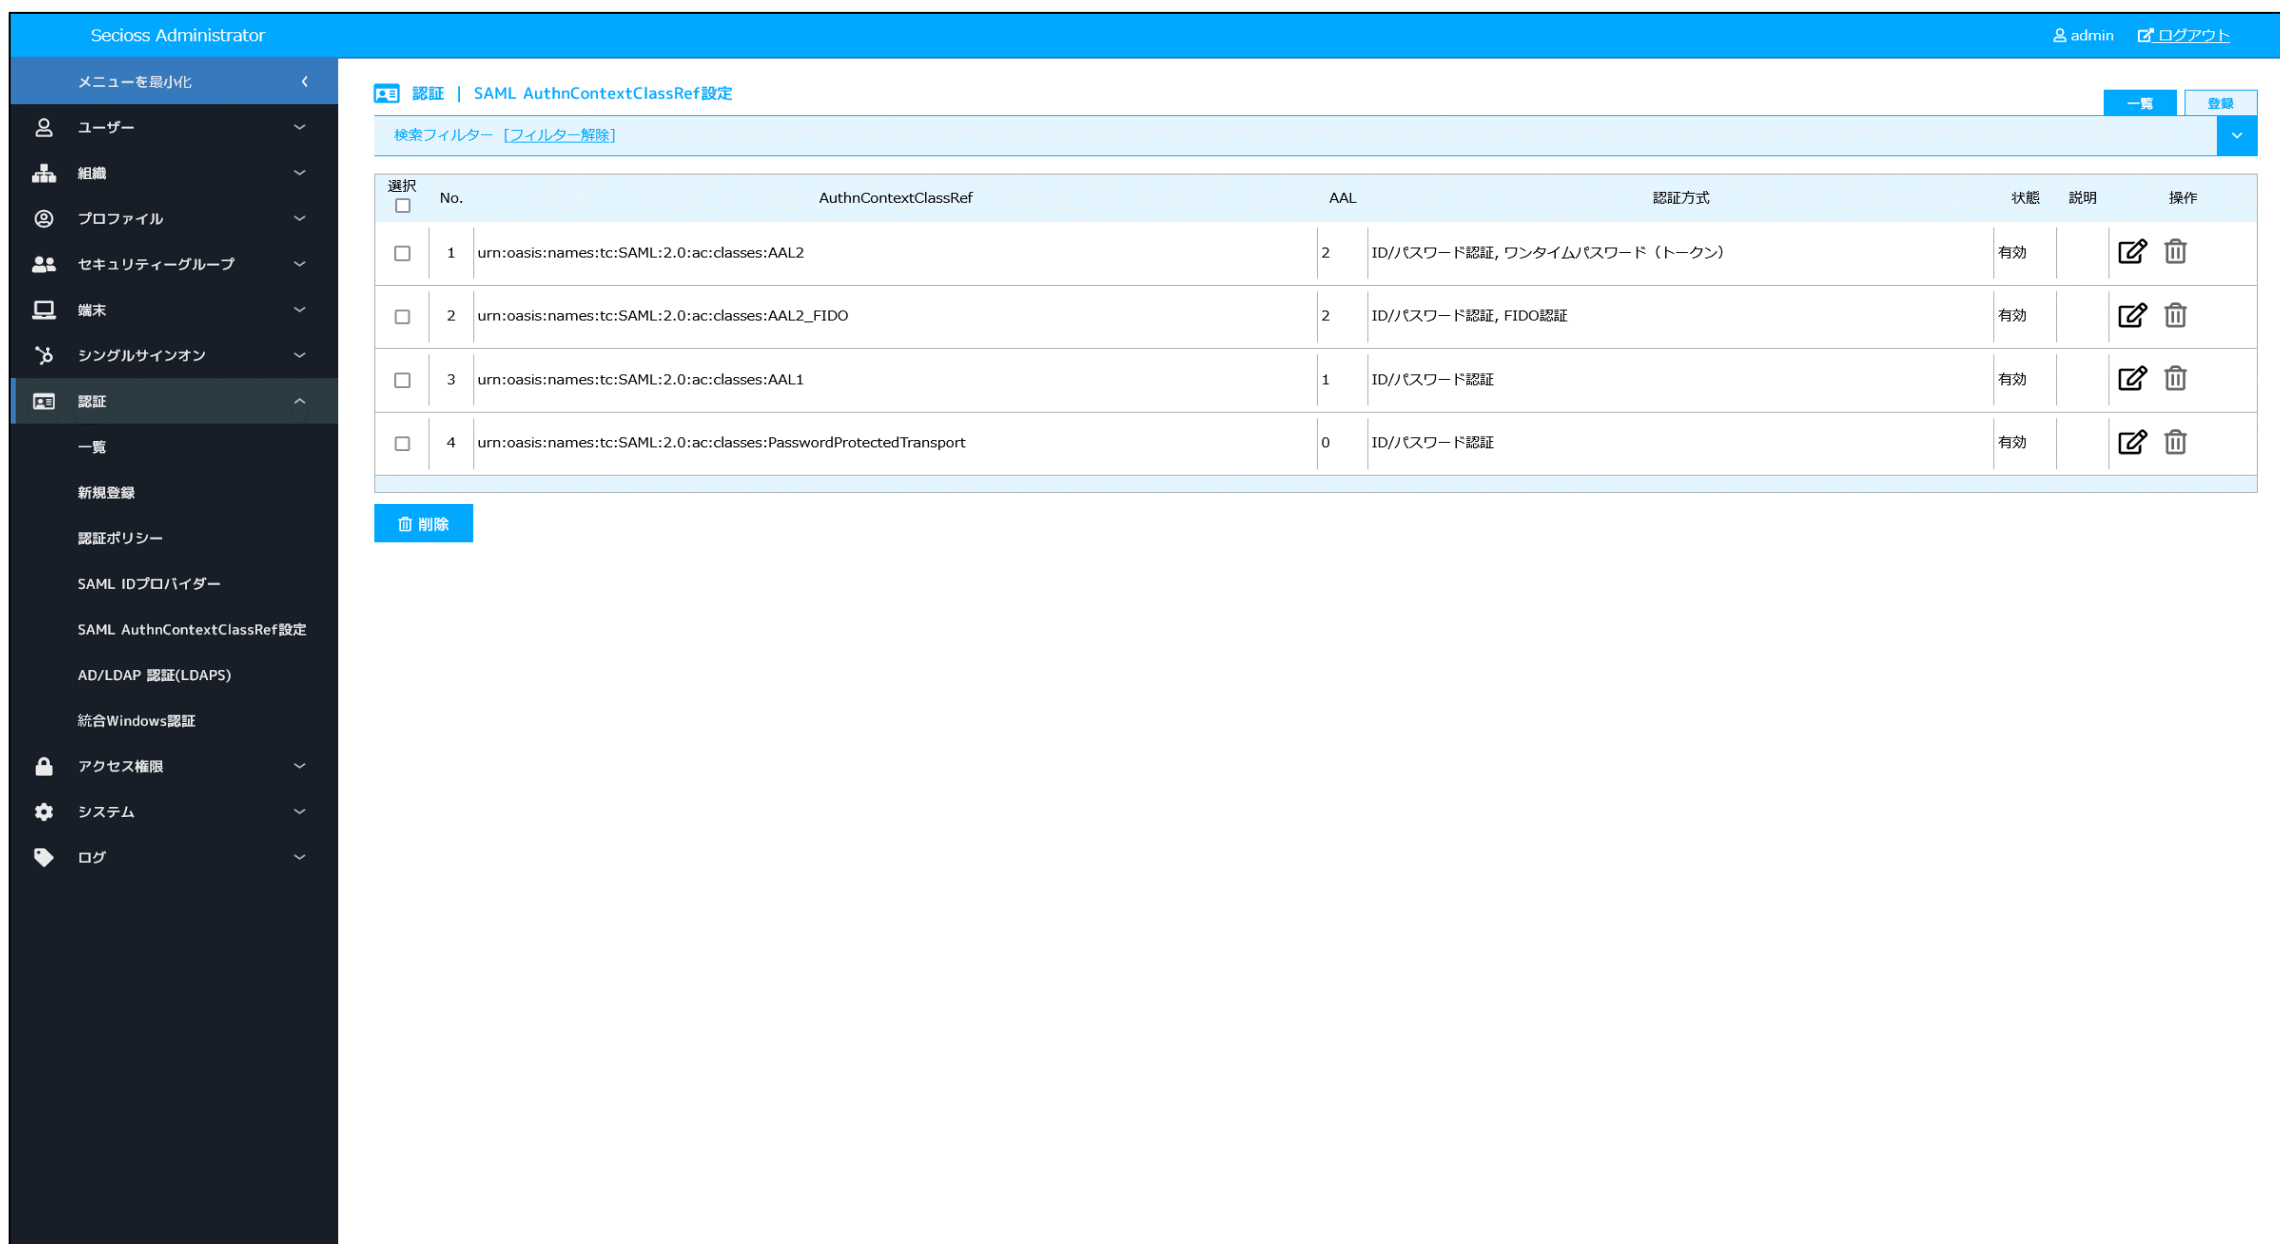 Secioss Administrator
admin
ログアウト
メニューを最小化
ユーザー
組織
プロファイル
セキュリティーグループ
端末
シングルサインオン
認証
一覧
新規登録
認証ポリシー
SAML IDプロバイダー
SAML AuthnContextClassRef設定
AD/LDAP 認証(LDAPS)
統合Windows認証
アクセス権限
システム
ログ
認証 | SAML AuthnContextClassRef設定
一覧 登録
検索フィルター [フィルター解除]
選択 No. AuthnContextClassRef AAL 認証方式 状態 説明 操作
1 urn:oasis:names:tc:SAML:2.0:ac:classes:AAL2 2 ID/パスワード認証, ワンタイムパスワード（トークン） 有効
2 urn:oasis:names:tc:SAML:2.0:ac:classes:AAL2_FIDO 2 ID/パスワード認証, FIDO認証 有効
3 urn:oasis:names:tc:SAML:2.0:ac:classes:AAL1 1 ID/パスワード認証 有効
4 urn:oasis:names:tc:SAML:2.0:ac:classes:PasswordProtectedTransport 0 ID/パスワード認証 有効
削除